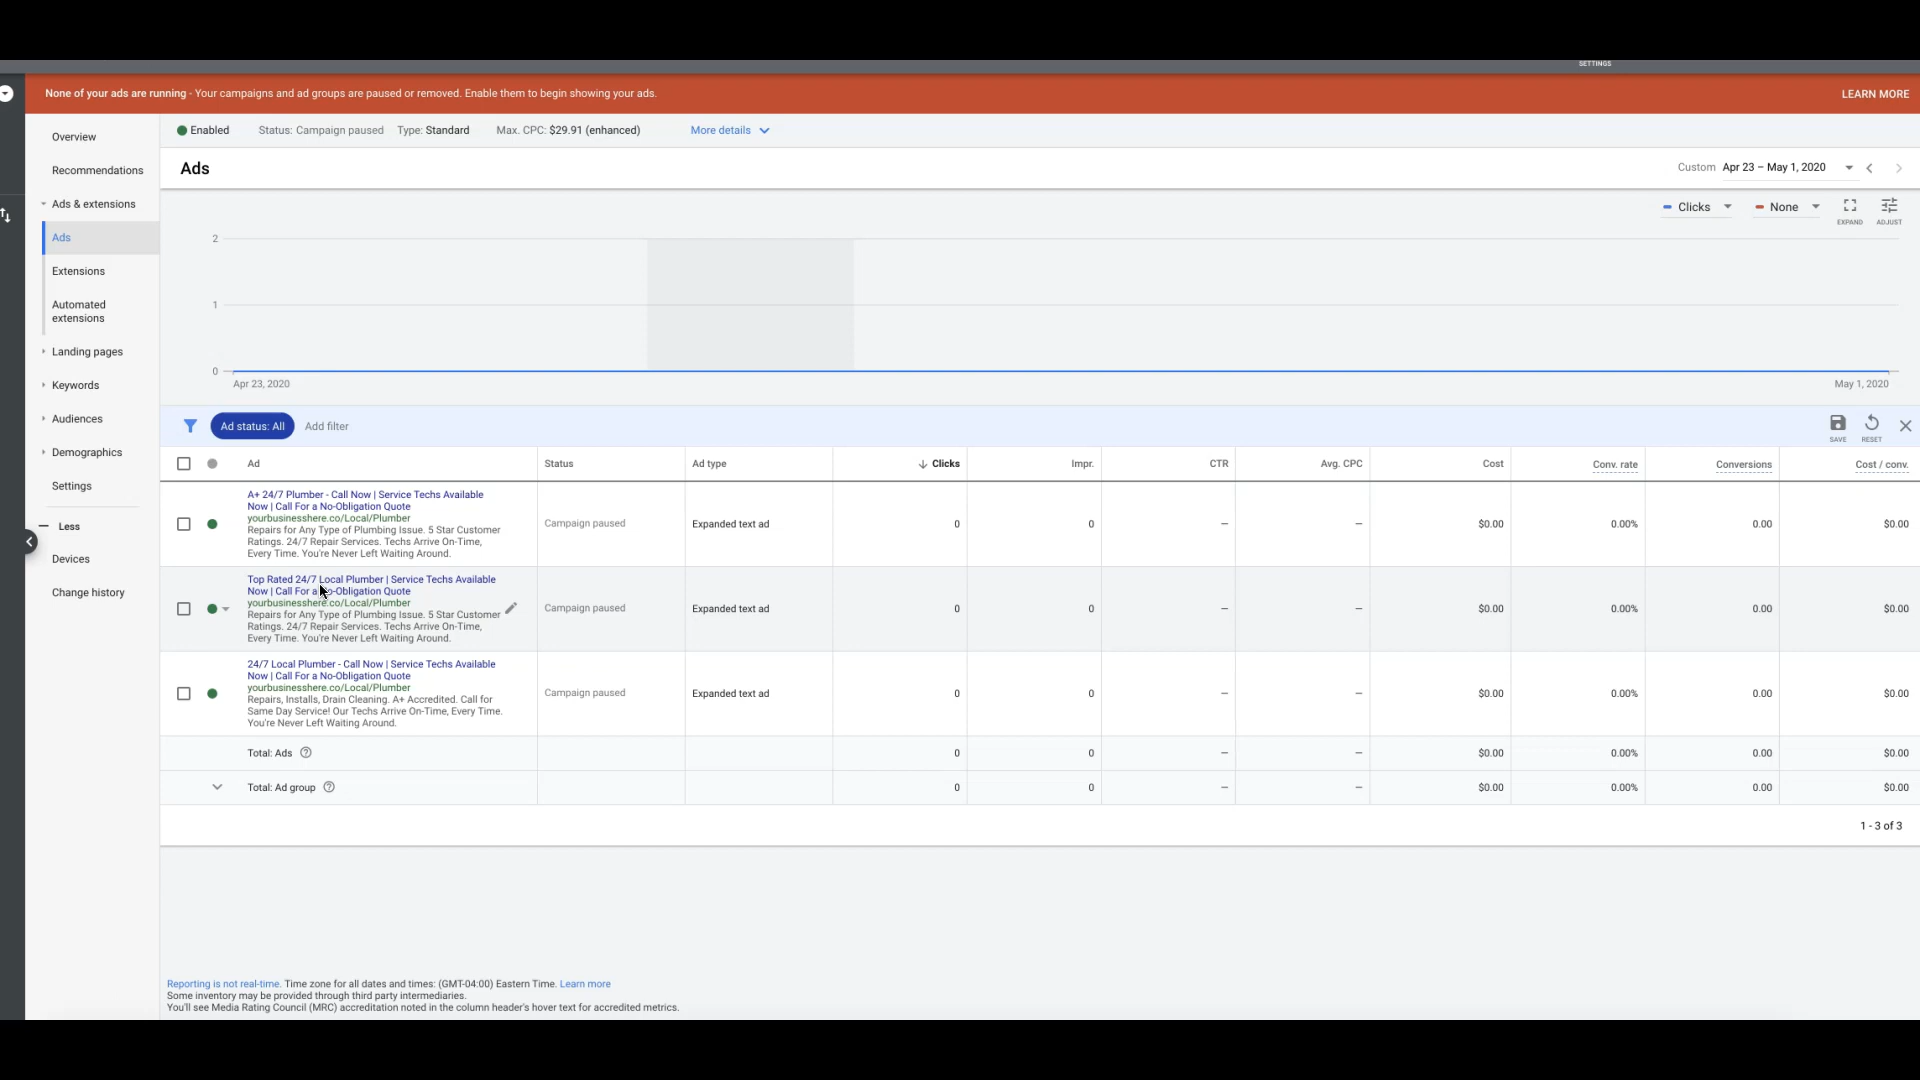 SETTINGS
None of your ads are running - Your campaigns and ad groups are paused or removed. Enable them to begin showing your ads.
LEARN MORE
Enabled Status: Campaign paused Type: Standard Max. CPC: $29.91 (enhanced) More details
Overview
Recommendations
Ads & extensions
Ads
Extensions
Automated
extensions
Landing pages
Keywords
Audiences
Demographics
Settings
Less
Devices
Change history
Ads
Custom Apr 23 – May 1, 2020
Clicks None EXPAND ADJUST
2
1
0
Apr 23, 2020 May 1, 2020
Ad status: All Add filter SAVE RESET
Ad Status Ad type Clicks Impr. CTR Avg. CPC Cost Conv. rate Conversions Cost / conv.
A+ 24/7 Plumber - Call Now | Service Techs Available
Now | Call For a No-Obligation Quote
yourbusinesshere.co/Local/Plumber
Repairs for Any Type of Plumbing Issue. 5 Star Customer
Ratings. 24/7 Repair Services. Techs Arrive On-Time,
Every Time. You're Never Left Waiting Around.
Campaign paused Expanded text ad 0 0 – – $0.00 0.00% 0.00 $0.00
Top Rated 24/7 Local Plumber | Service Techs Available
Now | Call For a No-Obligation Quote
yourbusinesshere.co/Local/Plumber
Repairs for Any Type of Plumbing Issue. 5 Star Customer
Ratings. 24/7 Repair Services. Techs Arrive On-Time,
Every Time. You're Never Left Waiting Around.
Campaign paused Expanded text ad 0 0 – – $0.00 0.00% 0.00 $0.00
24/7 Local Plumber - Call Now | Service Techs Available
Now | Call For a No-Obligation Quote
yourbusinesshere.co/Local/Plumber
Repairs, Installs, Drain Cleaning. A+ Accredited. Call for
Same Day Service! Our Techs Arrive On-Time, Every Time.
You're Never Left Waiting Around.
Campaign paused Expanded text ad 0 0 – – $0.00 0.00% 0.00 $0.00
Total: Ads 0 0 – – $0.00 0.00% 0.00 $0.00
Total: Ad group 0 0 – – $0.00 0.00% 0.00 $0.00
1 - 3 of 3
Reporting is not real-time. Time zone for all dates and times: (GMT-04:00) Eastern Time. Learn more
Some inventory may be provided through third party intermediaries.
You'll see Media Rating Council (MRC) accreditation noted in the column header's hover text for accredited metrics.